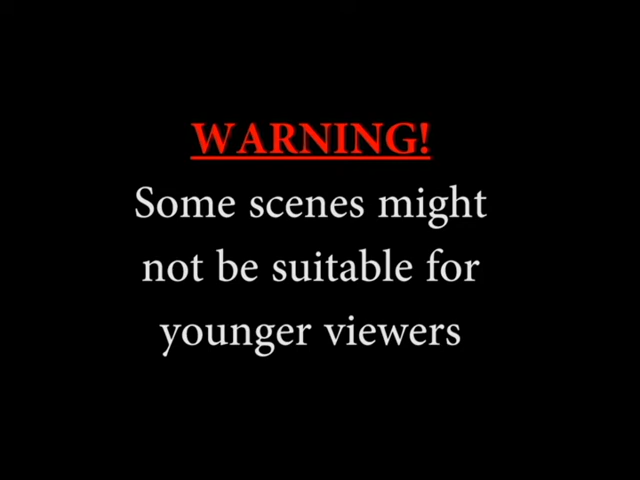 WARNING!
Some scenes might
not be suitable for
younger viewers